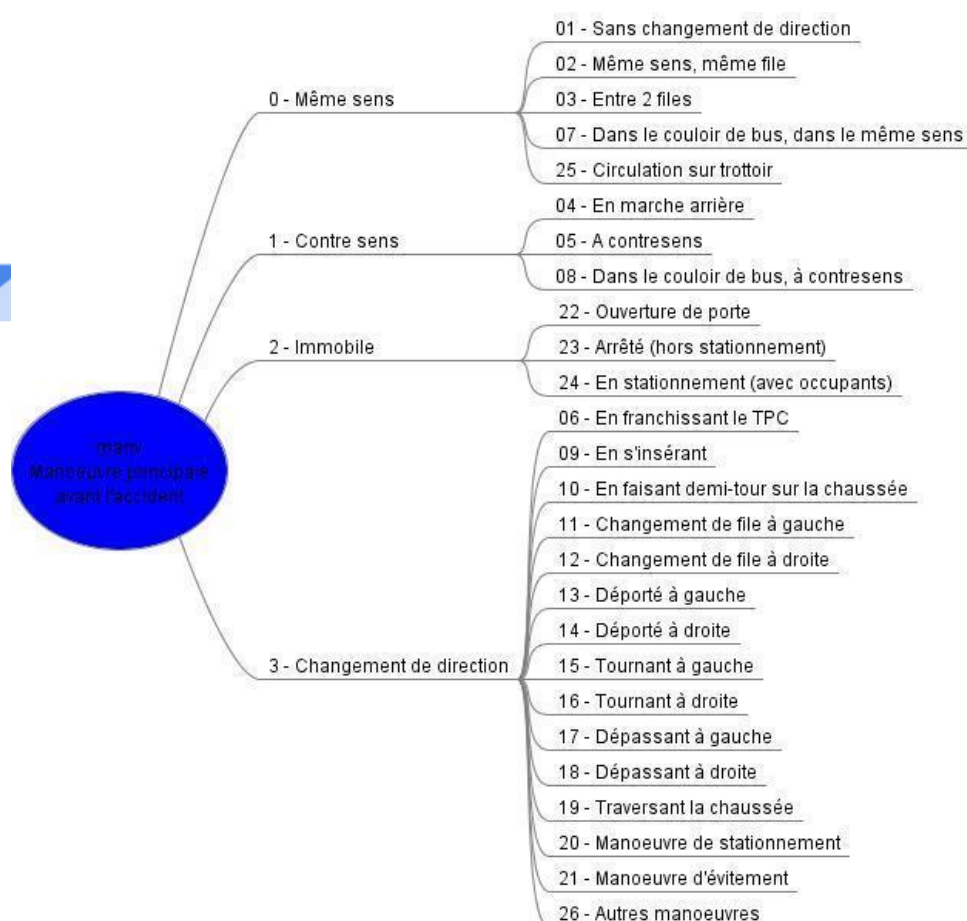 manv
Manoeuvre principale
avant l'accident
0 - Même sens
01 - Sans changement de direction
02 - Même sens, même file
03 - Entre 2 files
07 - Dans le couloir de bus, dans le même sens
25 - Circulation sur trottoir
1 - Contre sens
04 - En marche arrière
05 - A contresens
08 - Dans le couloir de bus, à contresens
2 - Immobile
22 - Ouverture de porte
23 - Arrêté (hors stationnement)
24 - En stationnement (avec occupants)
3 - Changement de direction
06 - En franchissant le TPC
09 - En s'insérant
10 - En faisant demi-tour sur la chaussée
11 - Changement de file à gauche
12 - Changement de file à droite
13 - Déporté à gauche
14 - Déporté à droite
15 - Tournant à gauche
16 - Tournant à droite
17 - Dépassant à gauche
18 - Dépassant à droite
19 - Traversant la chaussée
20 - Manoeuvre de stationnement
21 - Manoeuvre d'évitement
26 - Autres manoeuvres